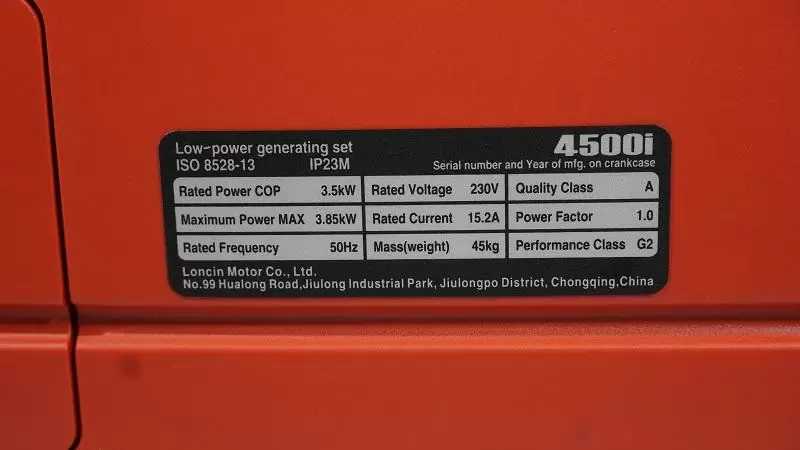 Low-power generating set 4500i
ISO 8528-13 IP23M Serial number and Year of mfg. on crankcase
Rated Power COP 3.5kW Rated Voltage 230V Quality Class A
Maximum Power MAX 3.85kW Rated Current 15.2A Power Factor 1.0
Rated Frequency 50Hz Mass(weight) 45kg Performance Class G2
Loncin Motor Co., Ltd.
No.99 Hualong Road,Jiulong Industrial Park, Jiulongpo District, Chongqing,China